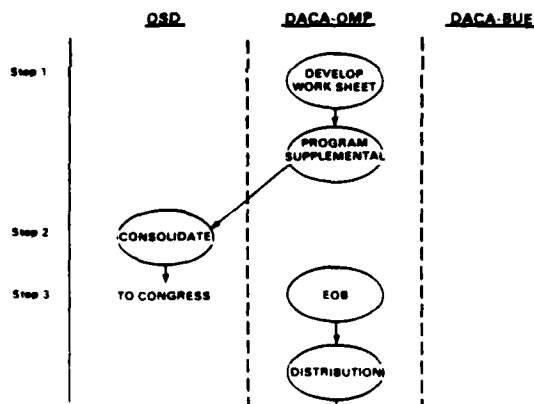 OSD DACA-OMP DACA-BUE
Step 1
DEVELOP
WORK SHEET
PROGRAM
SUPPLEMENTAL
Step 2
CONSOLIDATE
Step 3
TO CONGRESS
EOB
DISTRIBUTION